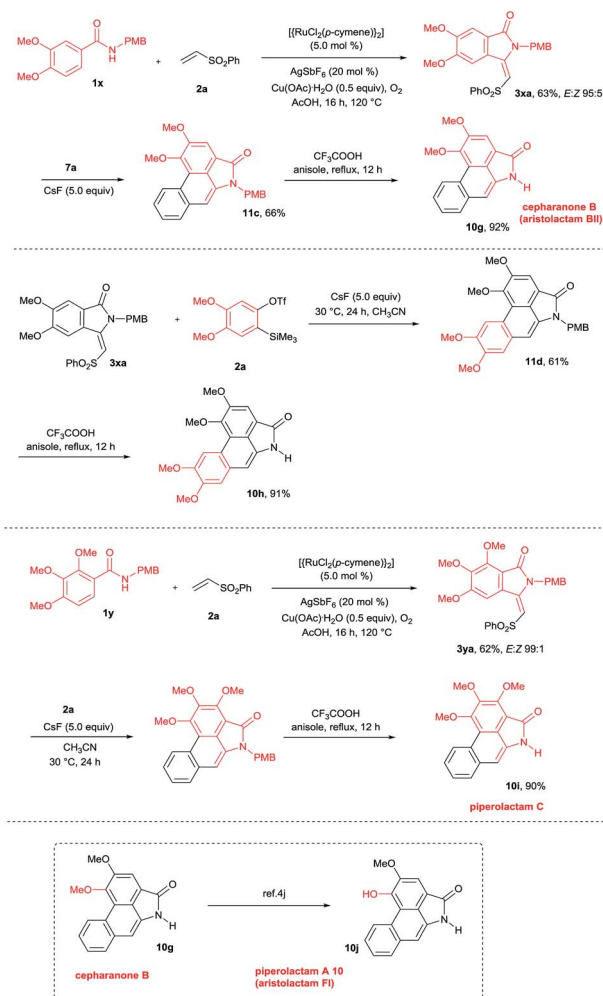 MeO
MeO
O
N
H
PMB
1x
+
SO2Ph
2a
[{RuCl2(p-cymene)}2]
(5.0 mol %)
AgSbF6 (20 mol %)
Cu(OAc)·H2O (0.5 equiv), O2
AcOH, 16 h, 120 °C
O
MeO
MeO
N-PMB
PhO2S
3xa, 63%, E:Z 95:5
7a
CsF (5.0 equiv)
MeO
MeO
O
N
PMB
11c, 66%
CF3COOH
anisole, reflux, 12 h
MeO
MeO
O
N
H
10g, 92%
cepharanone B
(aristolactam BII)
MeO
MeO
O
N-PMB
PhO2S
3xa
+
MeO
MeO
OTf
SiMe3
2a
CsF (5.0 equiv)
30 °C, 24 h, CH3CN
MeO
MeO
O
N
PMB
MeO
MeO
11d, 61%
CF3COOH
anisole, reflux, 12 h
MeO
MeO
O
N
H
MeO
MeO
10h, 91%
OMe
MeO
MeO
O
N
H
PMB
1y
+
SO2Ph
2a
[{RuCl2(p-cymene)}2]
(5.0 mol %)
AgSbF6 (20 mol %)
Cu(OAc)·H2O (0.5 equiv), O2
AcOH, 16 h, 120 °C
OMe
MeO
MeO
O
N-PMB
PhO2S
3ya, 62%, E:Z 99:1
2a
CsF (5.0 equiv)
CH3CN
30 °C, 24 h
MeO
OMe
MeO
O
N
PMB
CF3COOH
anisole, reflux, 12 h
MeO
OMe
MeO
O
N
H
10i, 90%
piperolactam C
MeO
MeO
O
N
H
10g
cepharanone B
ref.4j
MeO
HO
O
N
H
10j
piperolactam A 10
(aristolactam FI)